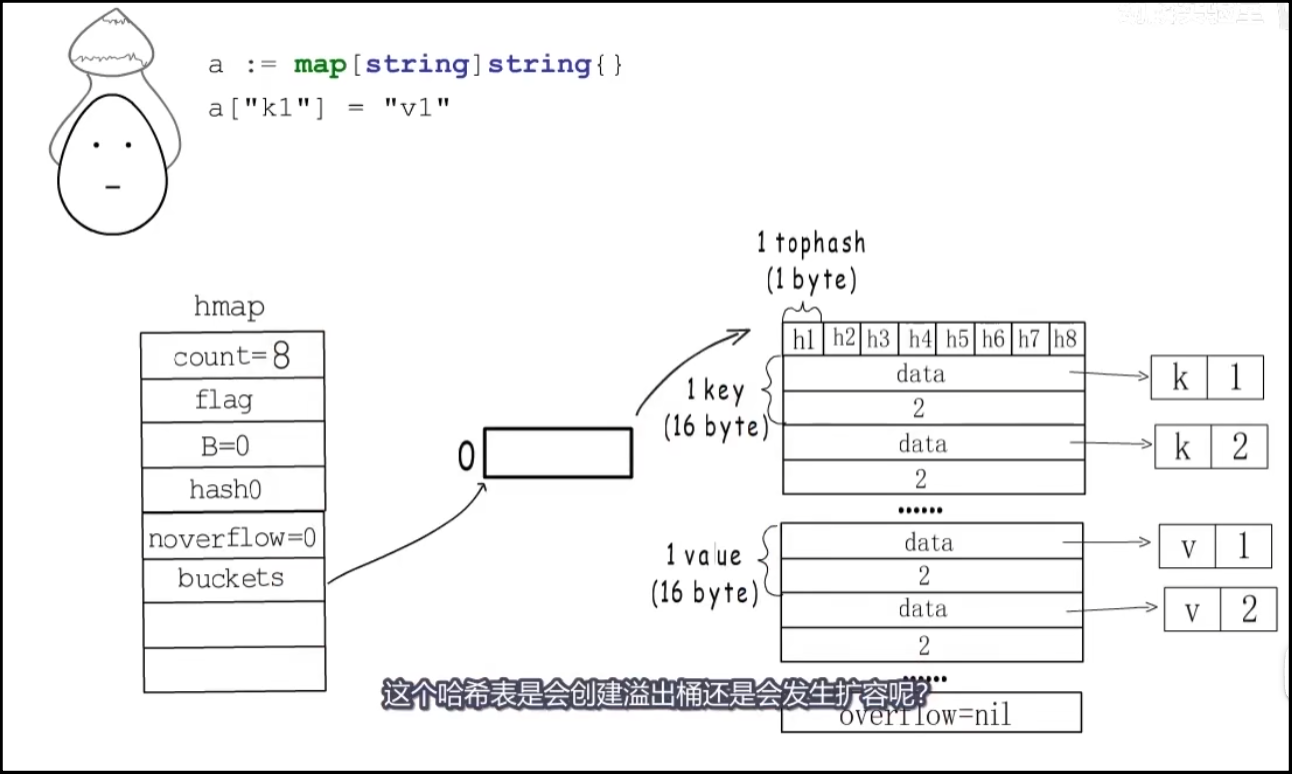 a := map[string]string{}
a["k1"] = "v1"
hmap
count=8
flag
B=0
hash0
noverflow=0
buckets
0
1 tophash
(1 byte)
h1 h2 h3 h4 h5 h6 h7 h8
1 key
(16 byte)
data
2
data
2
......
k 1
k 2
1 value
(16 byte)
data
2
data
2
......
v 1
v 2
overflow=nil
这个哈希表是会创建溢出桶还是会发生扩容呢?